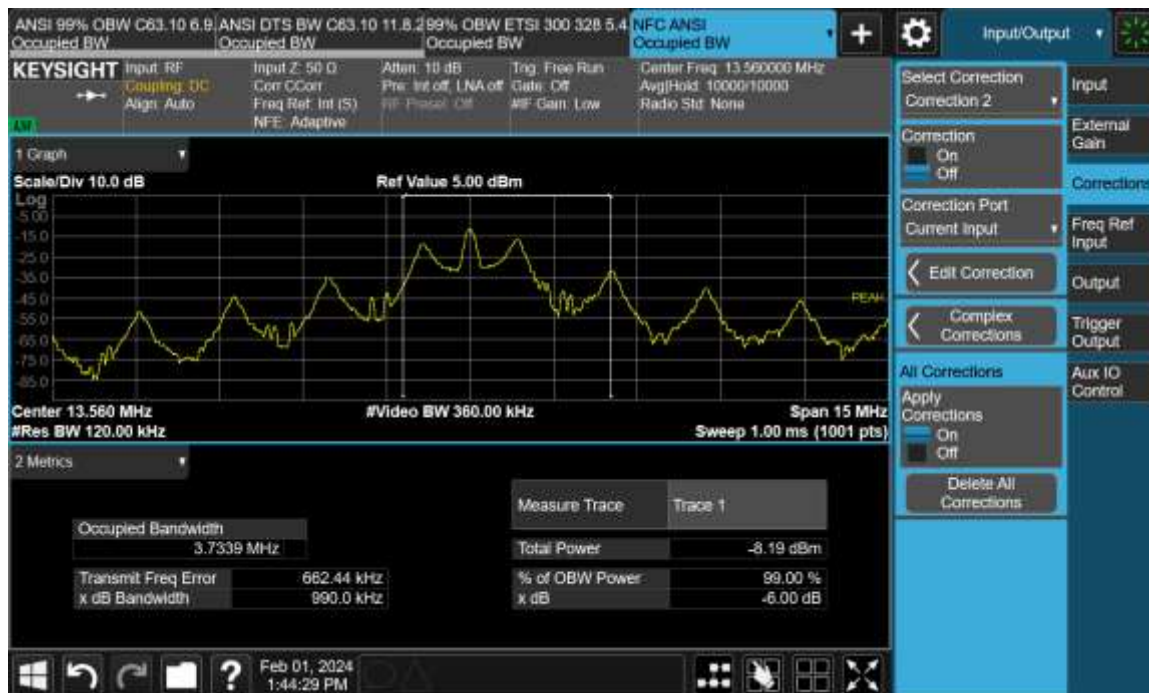 ANSI 99% OBW C63.10 6.9. ANSI DTS BW C63.10 11.8.2 99% OBW ETSI 300 328 5.4 NFC ANSI
Occupied BW Occupied BW Occupied BW Occupied BW
Input/Output
KEYSIGHT Input: RF Input Z: 50 Ω Atten: 10 dB Trig: Free Run Center Freq: 13.560000 MHz
Coupling: DC Corr CCorr Pre: Int off, LNA off Gate: Off Avg|Hold: 10000/10000
Align: Auto Freq Ref: Int (S) #IF Gain: Low Radio Std: None
NFE: Adaptive
1 Graph
Scale/Div 10.0 dB Ref Value 5.00 dBm
Log
-5.00
-15.0
-25.0
-35.0
-45.0
-55.0
-65.0
-75.0
-85.0
PEAK
Center 13.560 MHz #Video BW 360.00 kHz Span 15 MHz
#Res BW 120.00 kHz Sweep 1.00 ms (1001 pts)
2 Metrics
Measure Trace Trace 1
Occupied Bandwidth
3.7339 MHz Total Power -8.19 dBm
Transmit Freq Error 662.44 kHz % of OBW Power 99.00 %
x dB Bandwidth 990.0 kHz x dB -6.00 dB
Feb 01, 2024
1:44:29 PM
Select Correction
Correction 2
Correction
On
Off
Correction Port
Current Input
Edit Correction
Complex
Corrections
All Corrections
Apply
Corrections
On
Off
Delete All
Corrections
Input
External
Gain
Corrections
Freq Ref
Input
Output
Trigger
Output
Aux IO
Control